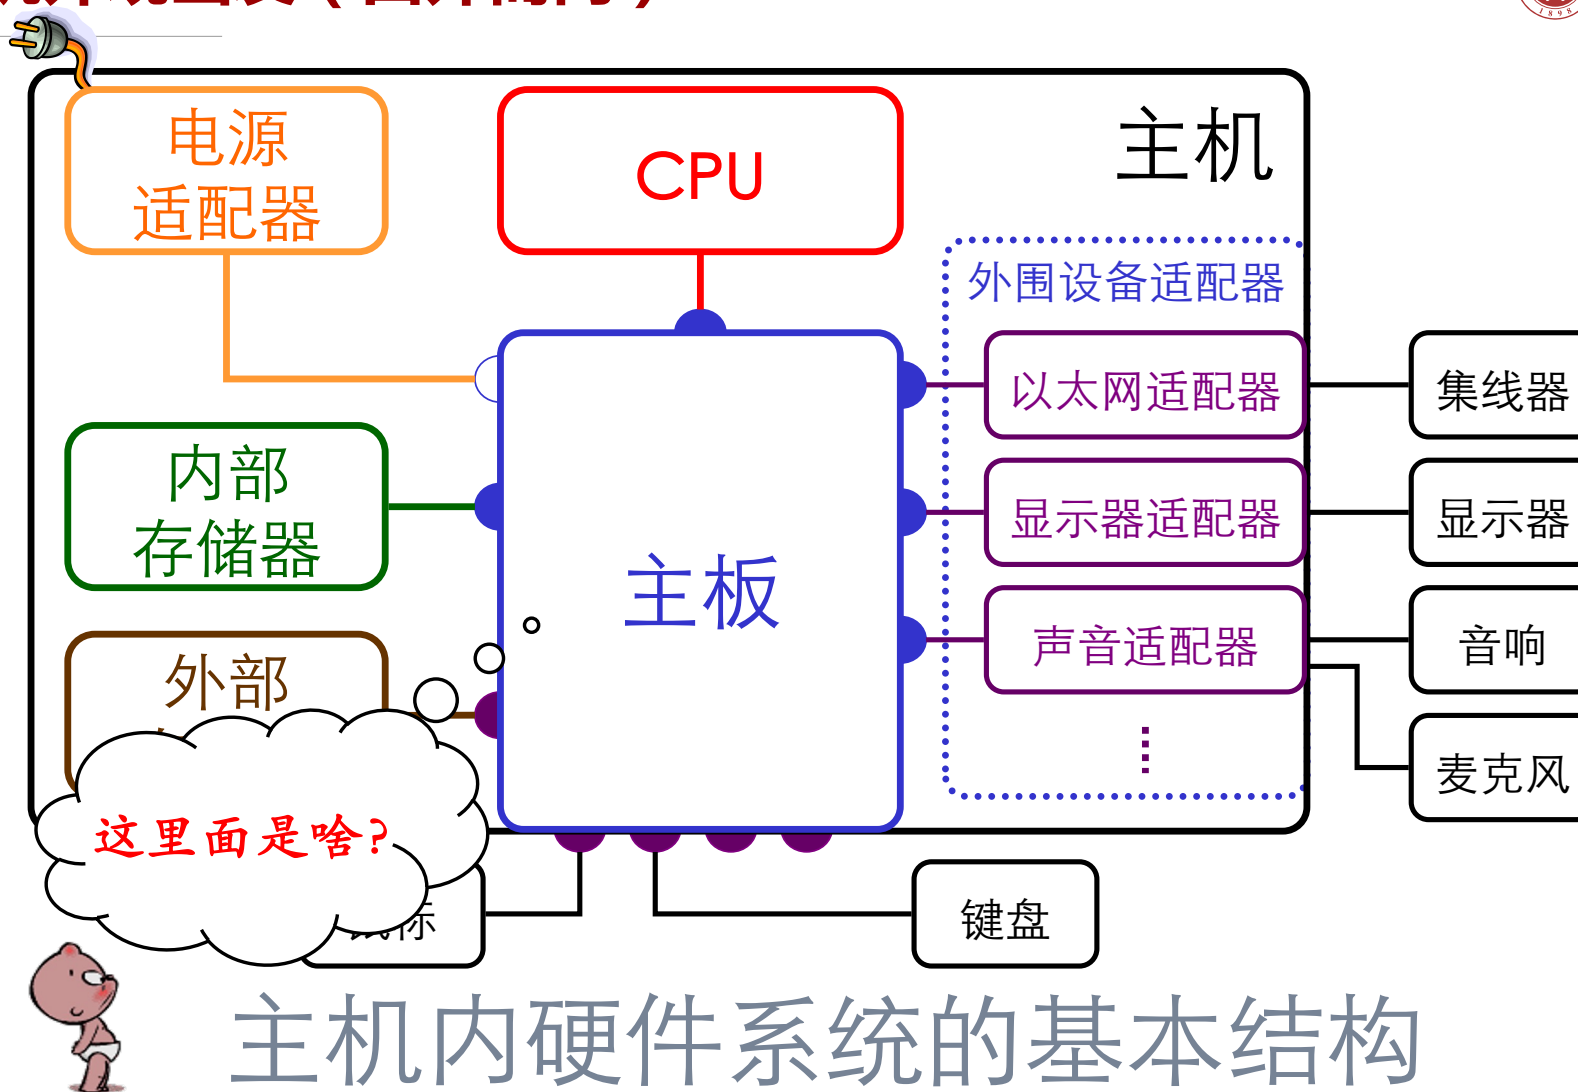 电源
适配器
CPU
主机
外围设备适配器
以太网适配器
集线器
内部
存储器
显示器适配器
显示器
主板
声音适配器
音响
外部
麦克风
这里面是啥?
键盘
主机内硬件系统的基本结构
1898